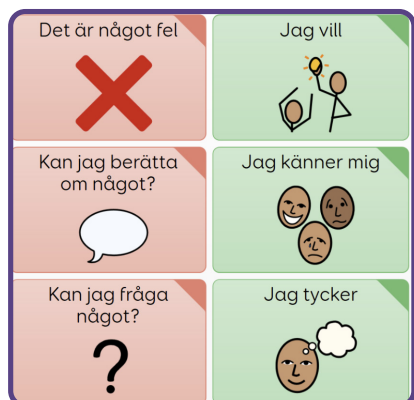 Det är något fel
Jag vill
Kan jag berätta
om något?
Jag känner mig
Kan jag fråga
något?
Jag tycker